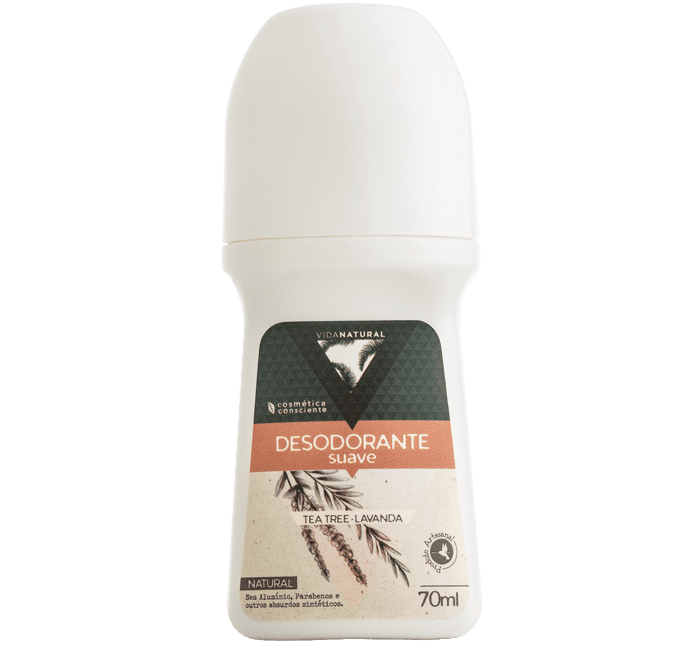 VIDANATURAL
cosmética
consciente
DESODORANTE
suave
TEA TREE · LAVANDA
Produto Artesanal
NATURAL
Sem Alumínio, Parabenos e
outros absurdos sintéticos.
70ml